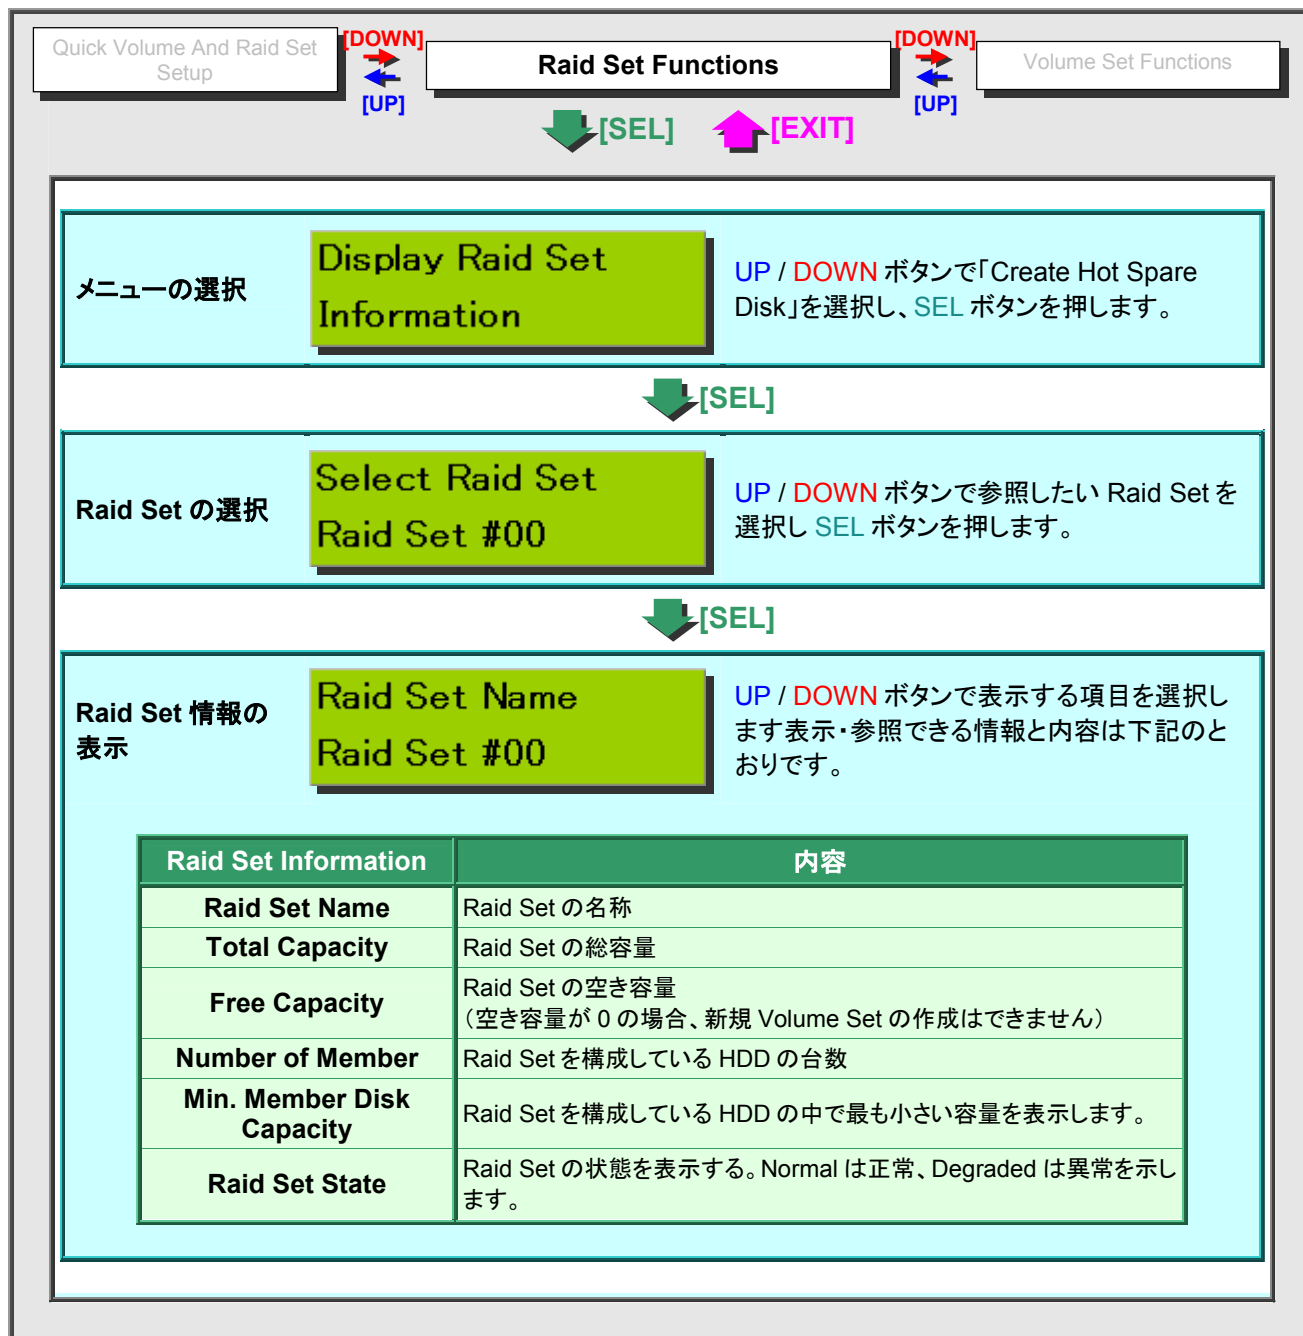 Quick Volume And Raid Set
Setup
[DOWN]
[UP]
Raid Set Functions
[DOWN]
[UP]
Volume Set Functions
[SEL]
[EXIT]
メニューの選択
Display Raid Set
Information
UP / DOWN ボタンで「Create Hot Spare
Disk」を選択し、SEL ボタンを押します。
[SEL]
Raid Set の選択
Select Raid Set
Raid Set #00
UP / DOWN ボタンで参照したい Raid Set を
選択し SEL ボタンを押します。
[SEL]
Raid Set 情報の
表示
Raid Set Name
Raid Set #00
UP / DOWN ボタンで表示する項目を選択し
ます表示・参照できる情報と内容は下記のと
おりです。
Raid Set Information
内容
Raid Set Name
Raid Set の名称
Total Capacity
Raid Set の総容量
Free Capacity
Raid Set の空き容量
（空き容量が 0 の場合、新規 Volume Set の作成はできません）
Number of Member
Raid Set を構成している HDD の台数
Min. Member Disk
Capacity
Raid Set を構成している HDD の中で最も小さい容量を表示します。
Raid Set State
Raid Set の状態を表示する。Normal は正常、Degraded は異常を示し
ます。